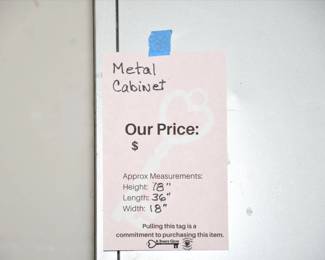 Metal
Cabinet
Our Price:
$
Approx Measurements:
Height: 78"
Length: 36"
Width: 18"
Pulling this tag is a
commitment to purchasing this item.